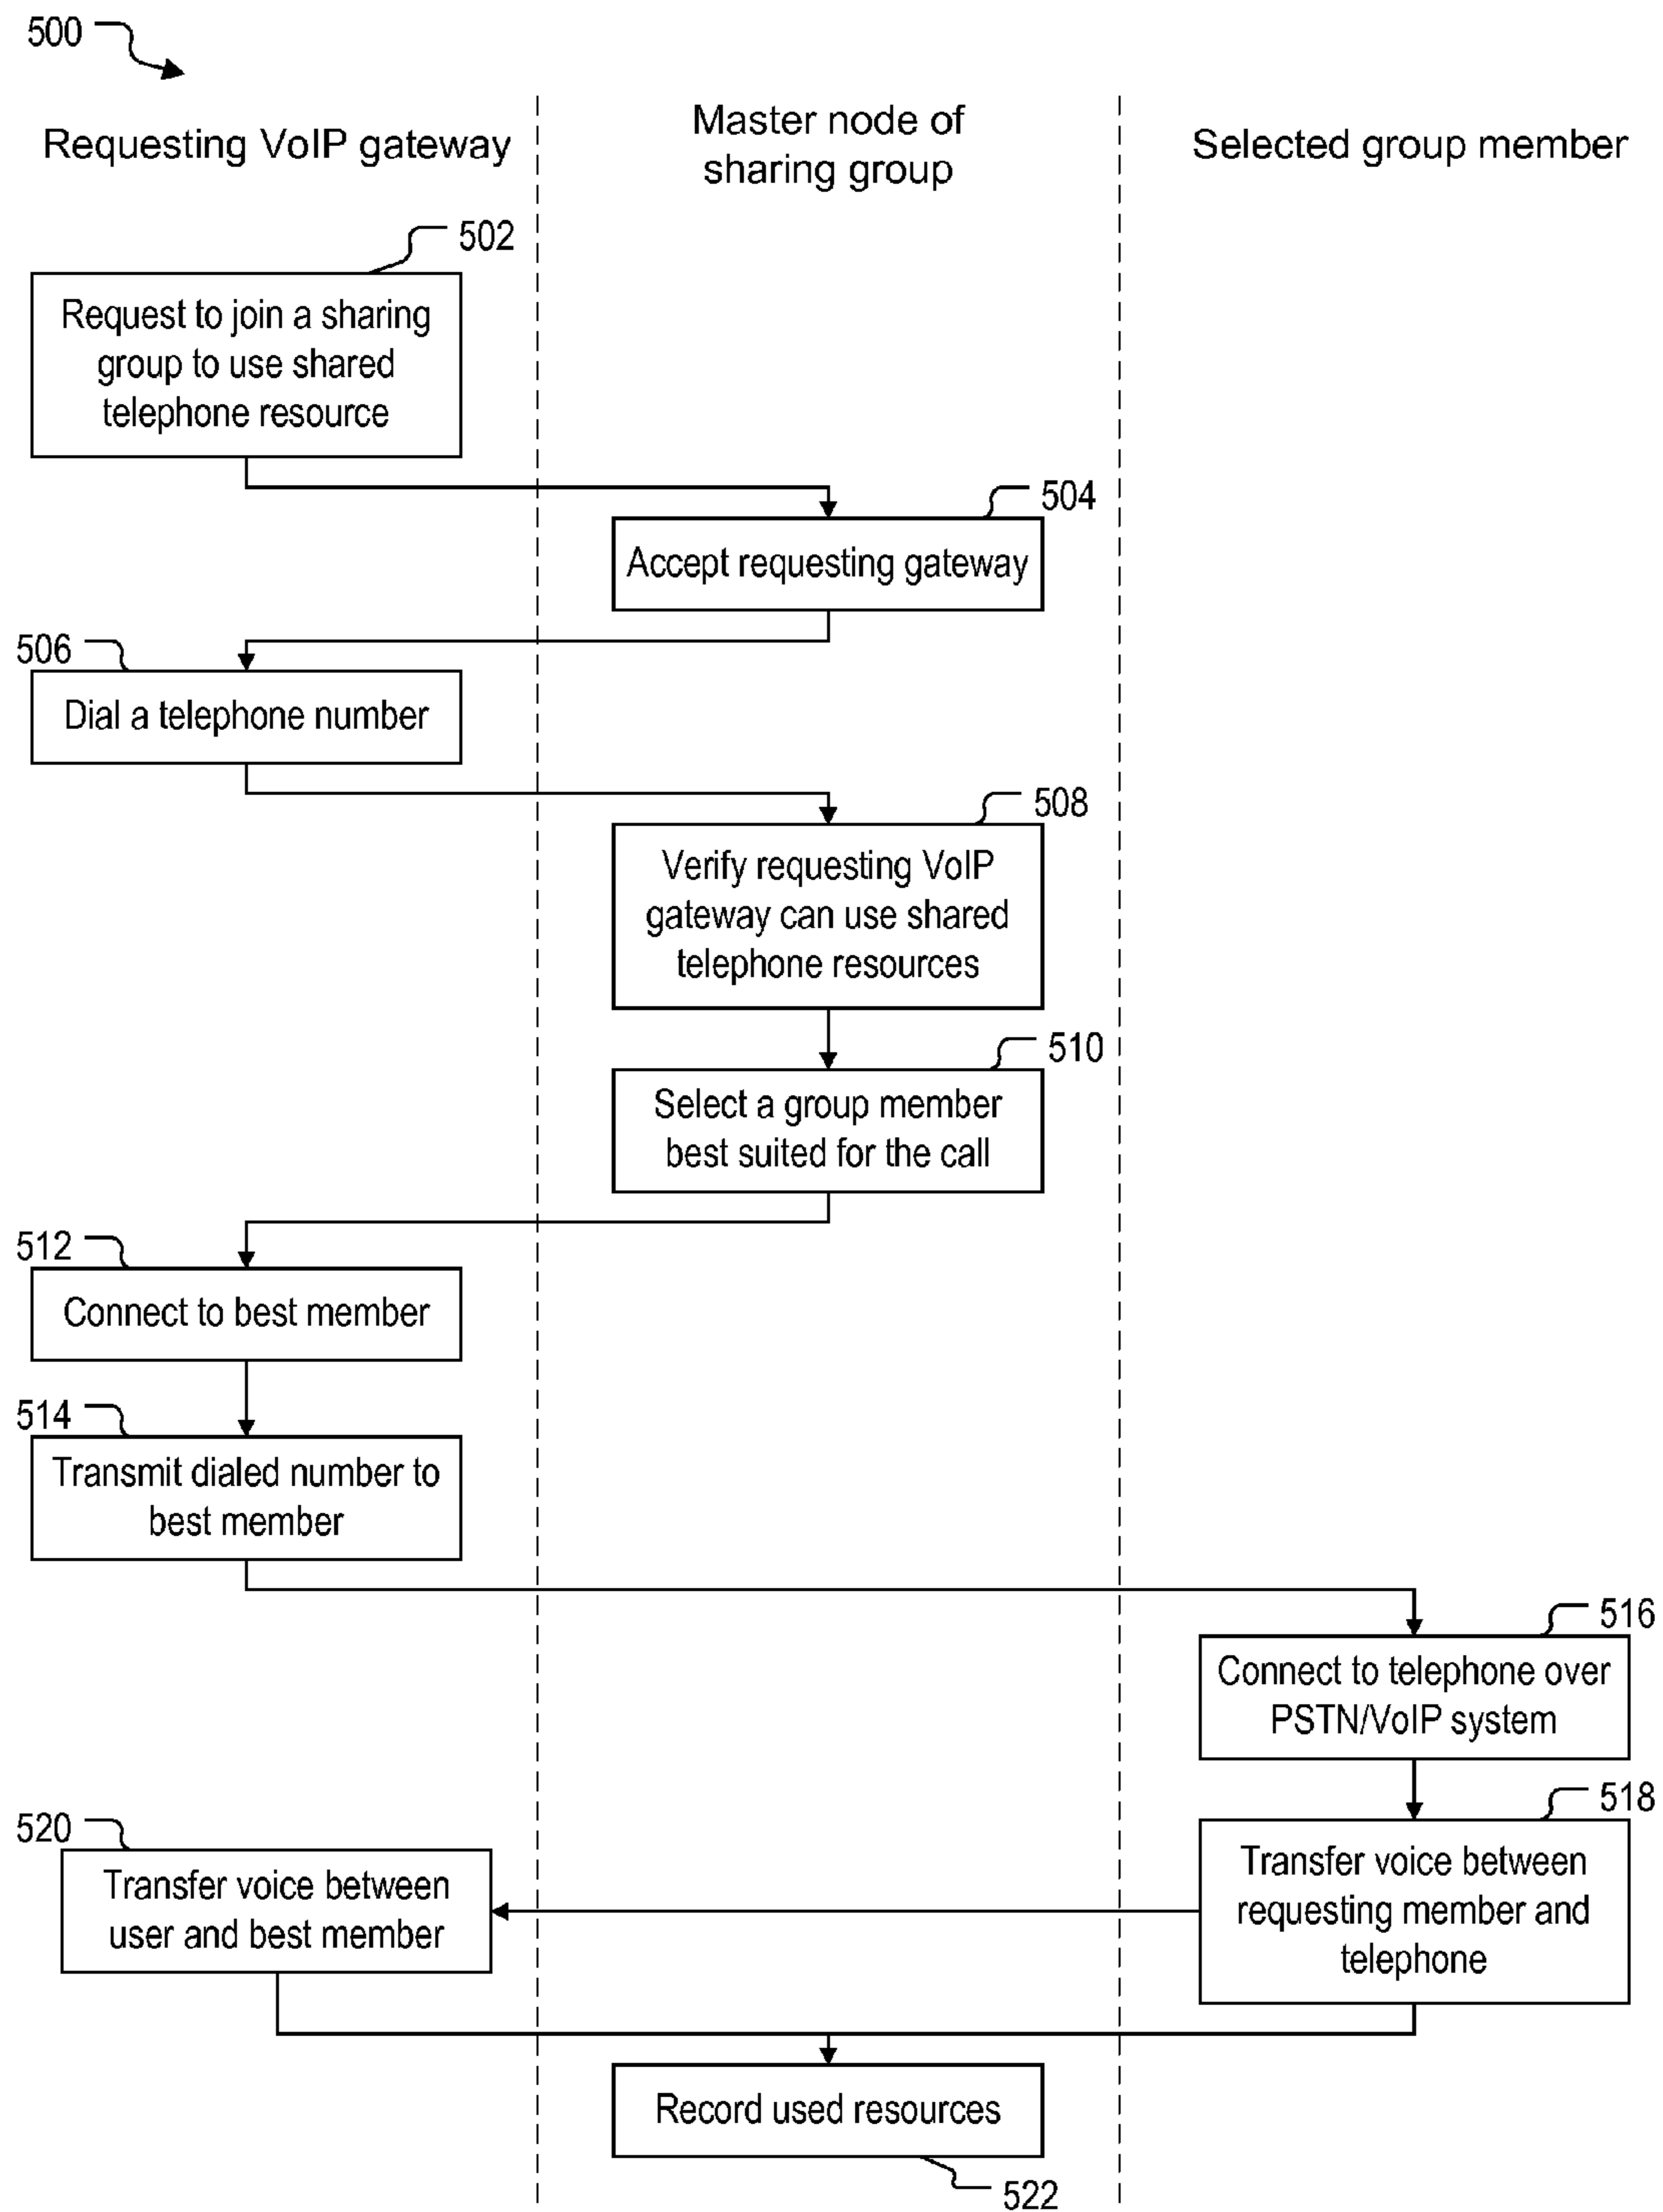 500
Requesting VoIP gateway
Master node of
sharing group
Selected group member
502
Request to join a sharing
group to use shared
telephone resource
504
Accept requesting gateway
506
Dial a telephone number
508
Verify requesting VoIP
gateway can use shared
telephone resources
510
Select a group member
best suited for the call
512
Connect to best member
514
Transmit dialed number to
best member
516
Connect to telephone over
PSTN/VoIP system
518
Transfer voice between
requesting member and
telephone
520
Transfer voice between
user and best member
Record used resources
522